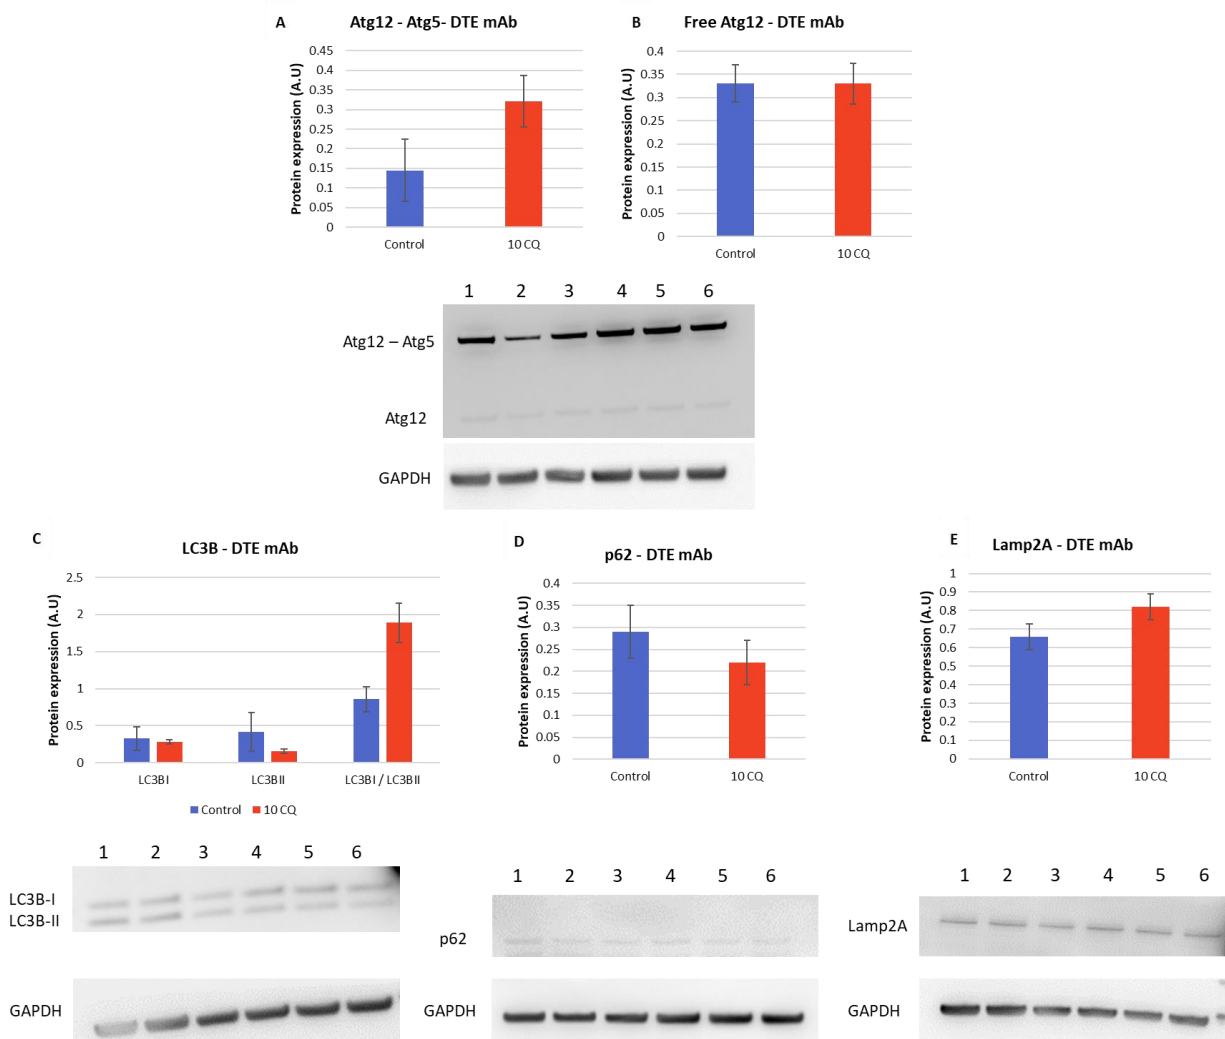 A
Atg12 - Atg5- DTE mAb
Protein expression (A.U)
0.45
0.4
0.35
0.3
0.25
0.2
0.15
0.1
0.05
0
Control
10 CQ
B
Free Atg12 - DTE mAb
Protein expression (A.U)
0.4
0.35
0.3
0.25
0.2
0.15
0.1
0.05
0
Control
10 CQ
1 2 3 4 5 6
Atg12 – Atg5
Atg12
GAPDH
C
LC3B - DTE mAb
Protein expression (A.U)
2.5
2
1.5
1
0.5
0
LC3B I
LC3B II
LC3B I / LC3B II
Control
10 CQ
1 2 3 4 5 6
LC3B-I
LC3B-II
GAPDH
D
p62 - DTE mAb
Protein expression (A.U)
0.4
0.35
0.3
0.25
0.2
0.15
0.1
0.05
0
Control
10 CQ
1 2 3 4 5 6
p62
GAPDH
E
Lamp2A - DTE mAb
Protein expression (A.U)
1
0.9
0.8
0.7
0.6
0.5
0.4
0.3
0.2
0.1
0
Control
10 CQ
1 2 3 4 5 6
Lamp2A
GAPDH